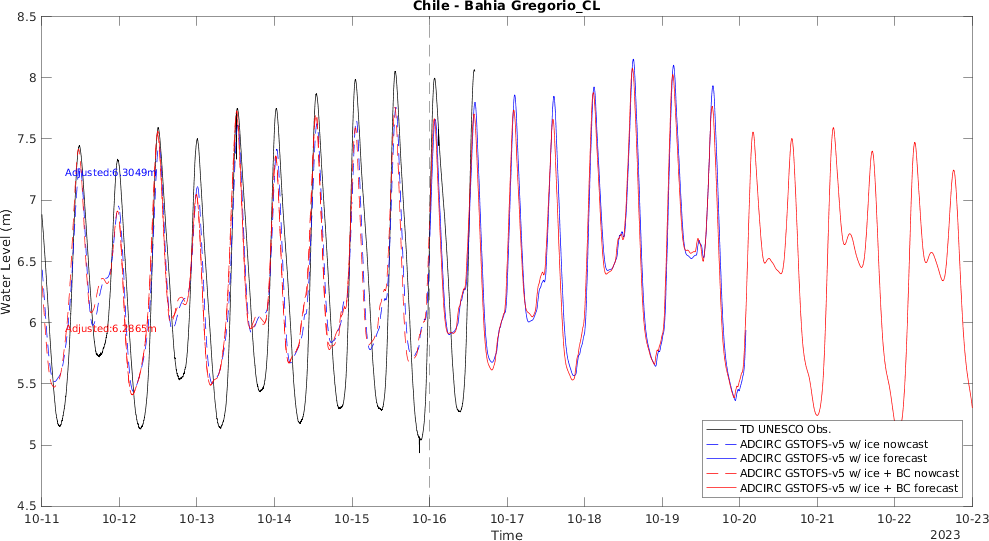 Chile - Bahia Gregorio_CL
8.5
8
7.5
7
6.5
6
5.5
5
4.5
Water Level (m)
Adjusted:6.3049m
Adjusted:6.2865m
TD UNESCO Obs.
ADCIRC GSTOFS-v5 w/ ice nowcast
ADCIRC GSTOFS-v5 w/ ice forecast
ADCIRC GSTOFS-v5 w/ ice + BC nowcast
ADCIRC GSTOFS-v5 w/ ice + BC forecast
10-11 10-12 10-13 10-14 10-15 10-16 10-17 10-18 10-19 10-20 10-21 10-22 10-23
Time
2023